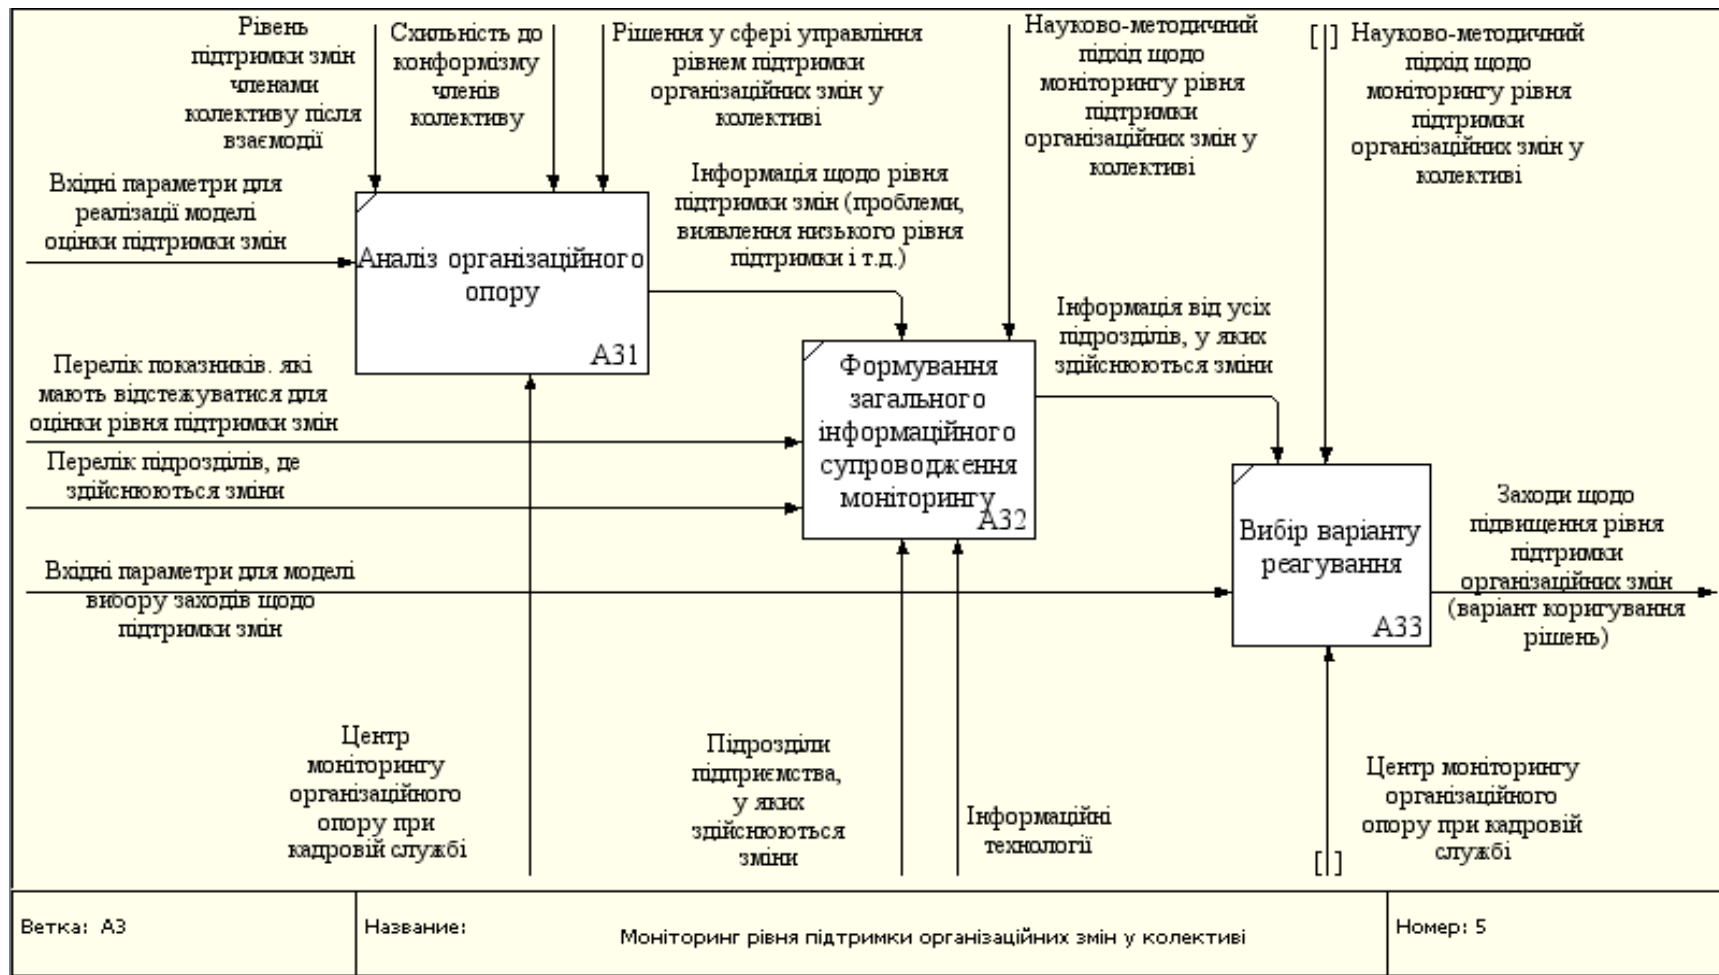 Рівень
підтримки змін
членами
колективу після
взаємодії
Схильність до
конформізму
членів
колективу
Рішення у сфері управління
рівнем підтримки
організаційних змін у
колективі
Науково-методичний
підхід щодо
моніторингу рівня
підтримки
організаційних змін у
колективі
[ ]
Науково-методичний
підхід щодо
моніторингу рівня
підтримки
організаційних змін у
колективі
Вхідні параметри для
реалізації моделі
оцінки підтримки змін
Інформація щодо рівня
підтримки змін (проблеми,
виявлення низького рівня
підтримки і т.д.)
Аналіз організаційного
опору
А31
Інформація від усіх
підрозділів, у яких
здійснюються зміни
Перелік показників. які
мають відстежуватися для
оцінки рівня підтримки змін
Формування
загального
інформаційного
супроводження
моніторингу
А32
Перелік підрозділів, де
здійснюються зміни
Вхідні параметри для моделі
вибору заходів щодо
підтримки змін
Вибір варіанту
реагування
А33
Заходи щодо
підвищення рівня
підтримки
організаційних змін
(варіант коригування
рішень)
Центр
моніторингу
організаційного
опору при
кадровій службі
Підрозділи
підприємства,
у яких
здійснюються
зміни
Інформаційні
технології
[ ]
Центр моніторингу
організаційного
опору при кадровій
службі
Ветка: А3
Название:
Моніторинг рівня підтримки організаційних змін у колективі
Номер: 5